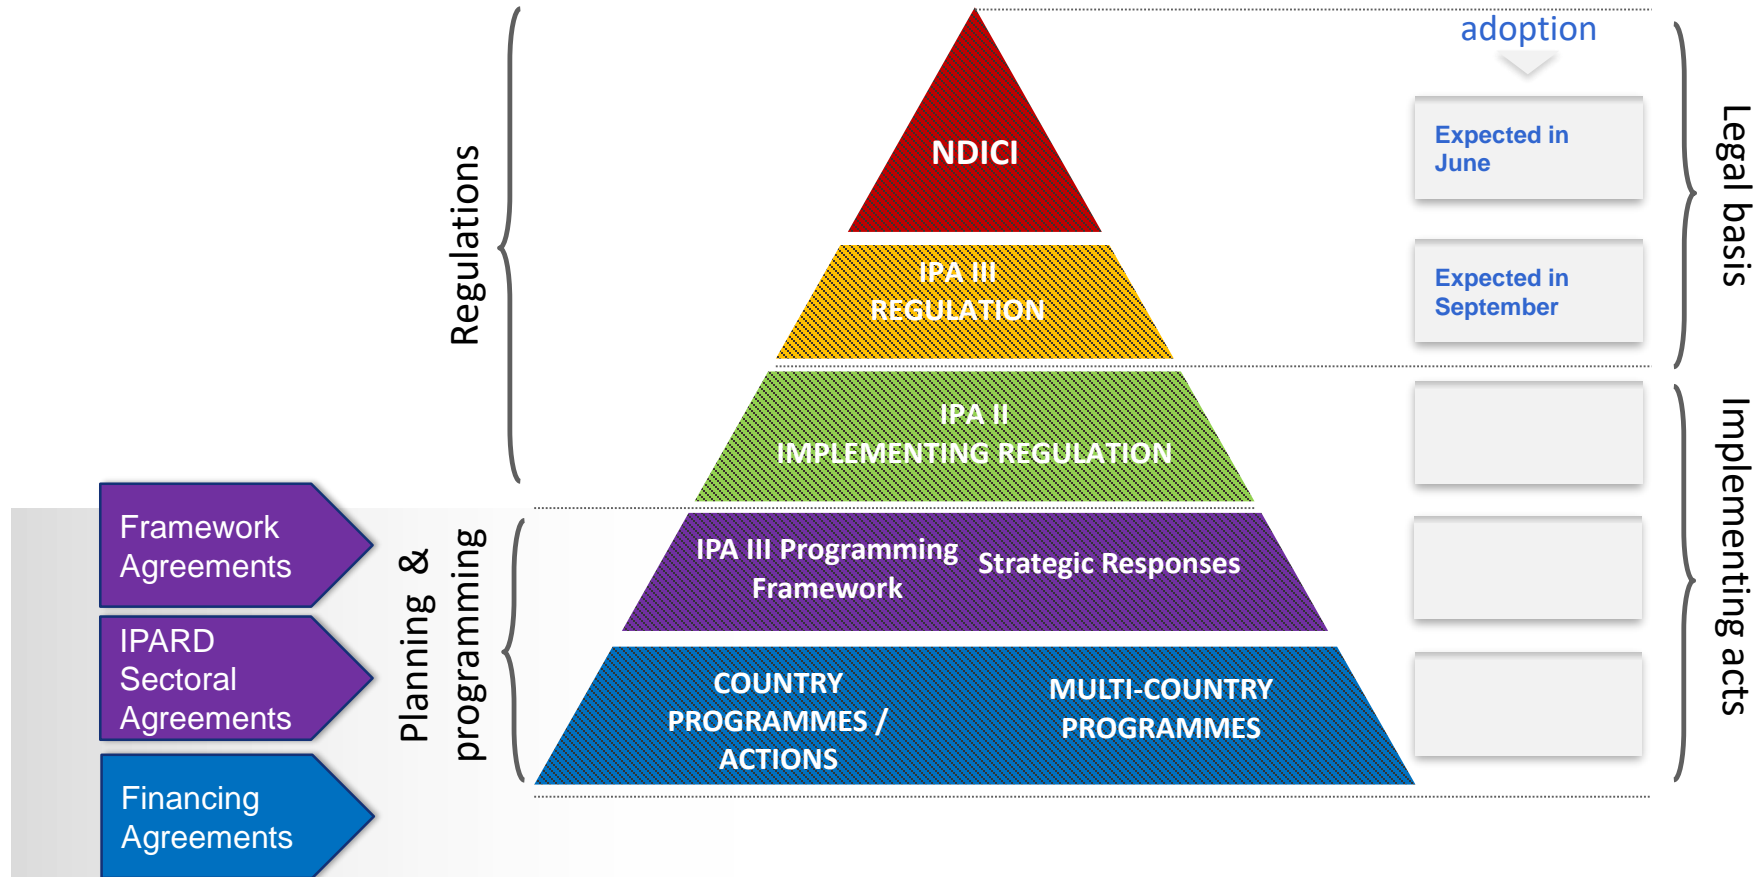 adoption
Regulations
NDICI
Expected in
June
Legal basis
IPA III
REGULATION
Expected in
September
IPA II
IMPLEMENTING REGULATION
Implementing acts
Framework
Agreements
IPARD
Sectoral
Agreements
Financing
Agreements
Planning &
programming
IPA III Programming
Framework
Strategic Responses
COUNTRY
PROGRAMMES /
ACTIONS
MULTI-COUNTRY
PROGRAMMES